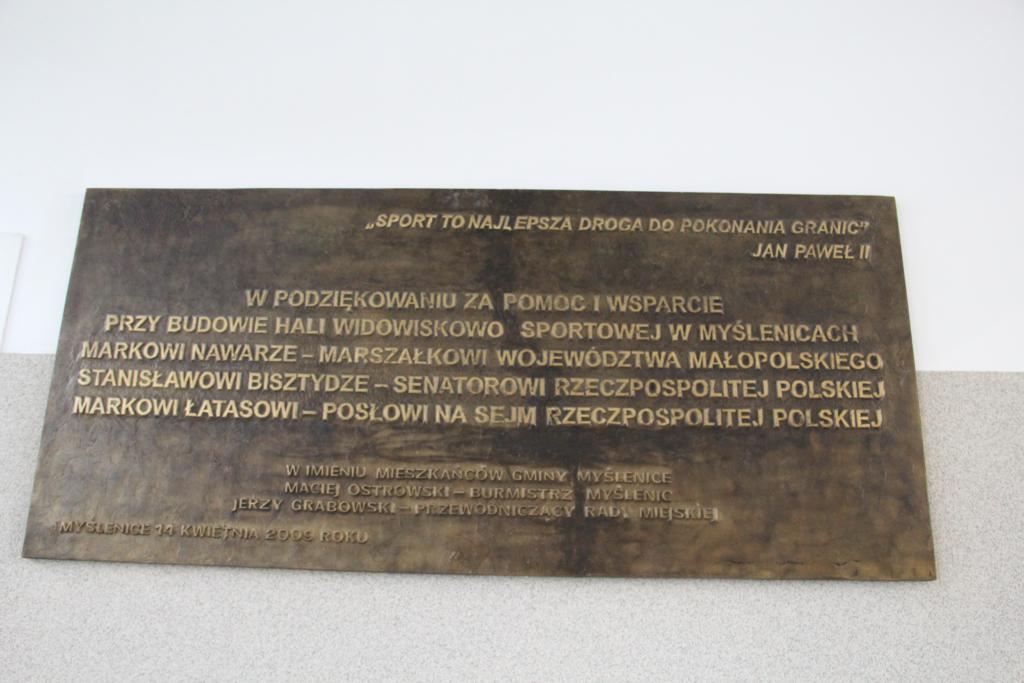 „SPORT TO NAJLEPSZA DROGA DO POKONANIA GRANIC”
JAN PAWEŁ II
W PODZIĘKOWANIU ZA POMOC I WSPARCIE
PRZY BUDOWIE HALI WIDOWISKOWO SPORTOWEJ W MYŚLENICACH
MARKOWI NAWARZE – MARSZAŁKOWI WOJEWÓDZTWA MAŁOPOLSKIEGO
STANISŁAWOWI BISZTYDZE – SENATOROWI RZECZPOSPOLITEJ POLSKIEJ
MARKOWI ŁATASOWI – POSŁOWI NA SEJM RZECZPOSPOLITEJ POLSKIEJ
W IMIENIU MIESZKAŃCÓW GMINY MYŚLENICE
MACIEJ OSTROWSKI – BURMISTRZ MYŚLENIC
JERZY GRABOWSKI – PRZEWODNICZĄCY RADY MIEJSKIEJ
MYŚLENICE 14 KWIETNIA 2009 ROKU